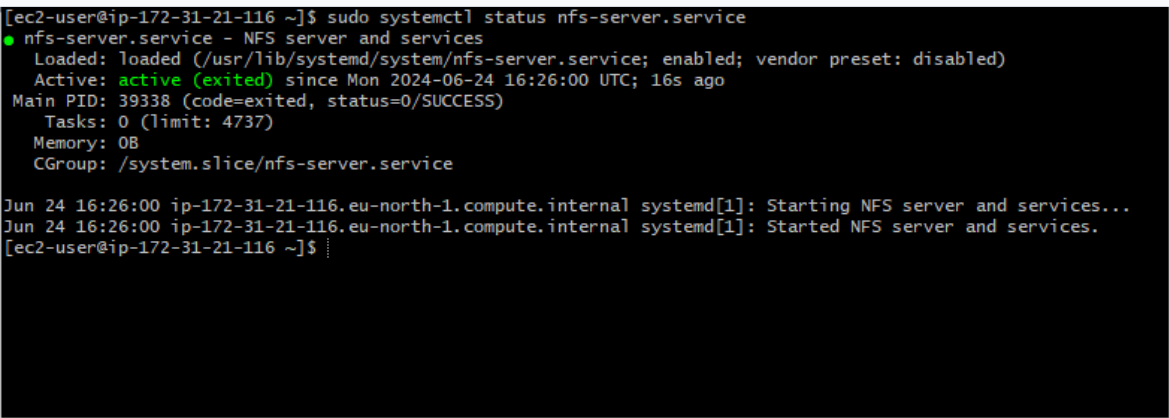 [ec2-user@ip-172-31-21-116 ~]$ sudo systemctl status nfs-server.service
● nfs-server.service - NFS server and services
   Loaded: loaded (/usr/lib/systemd/system/nfs-server.service; enabled; vendor preset: disabled)
   Active: active (exited) since Mon 2024-06-24 16:26:00 UTC; 16s ago
 Main PID: 39338 (code=exited, status=0/SUCCESS)
    Tasks: 0 (limit: 4737)
   Memory: 0B
   CGroup: /system.slice/nfs-server.service

Jun 24 16:26:00 ip-172-31-21-116.eu-north-1.compute.internal systemd[1]: Starting NFS server and services...
Jun 24 16:26:00 ip-172-31-21-116.eu-north-1.compute.internal systemd[1]: Started NFS server and services.
[ec2-user@ip-172-31-21-116 ~]$